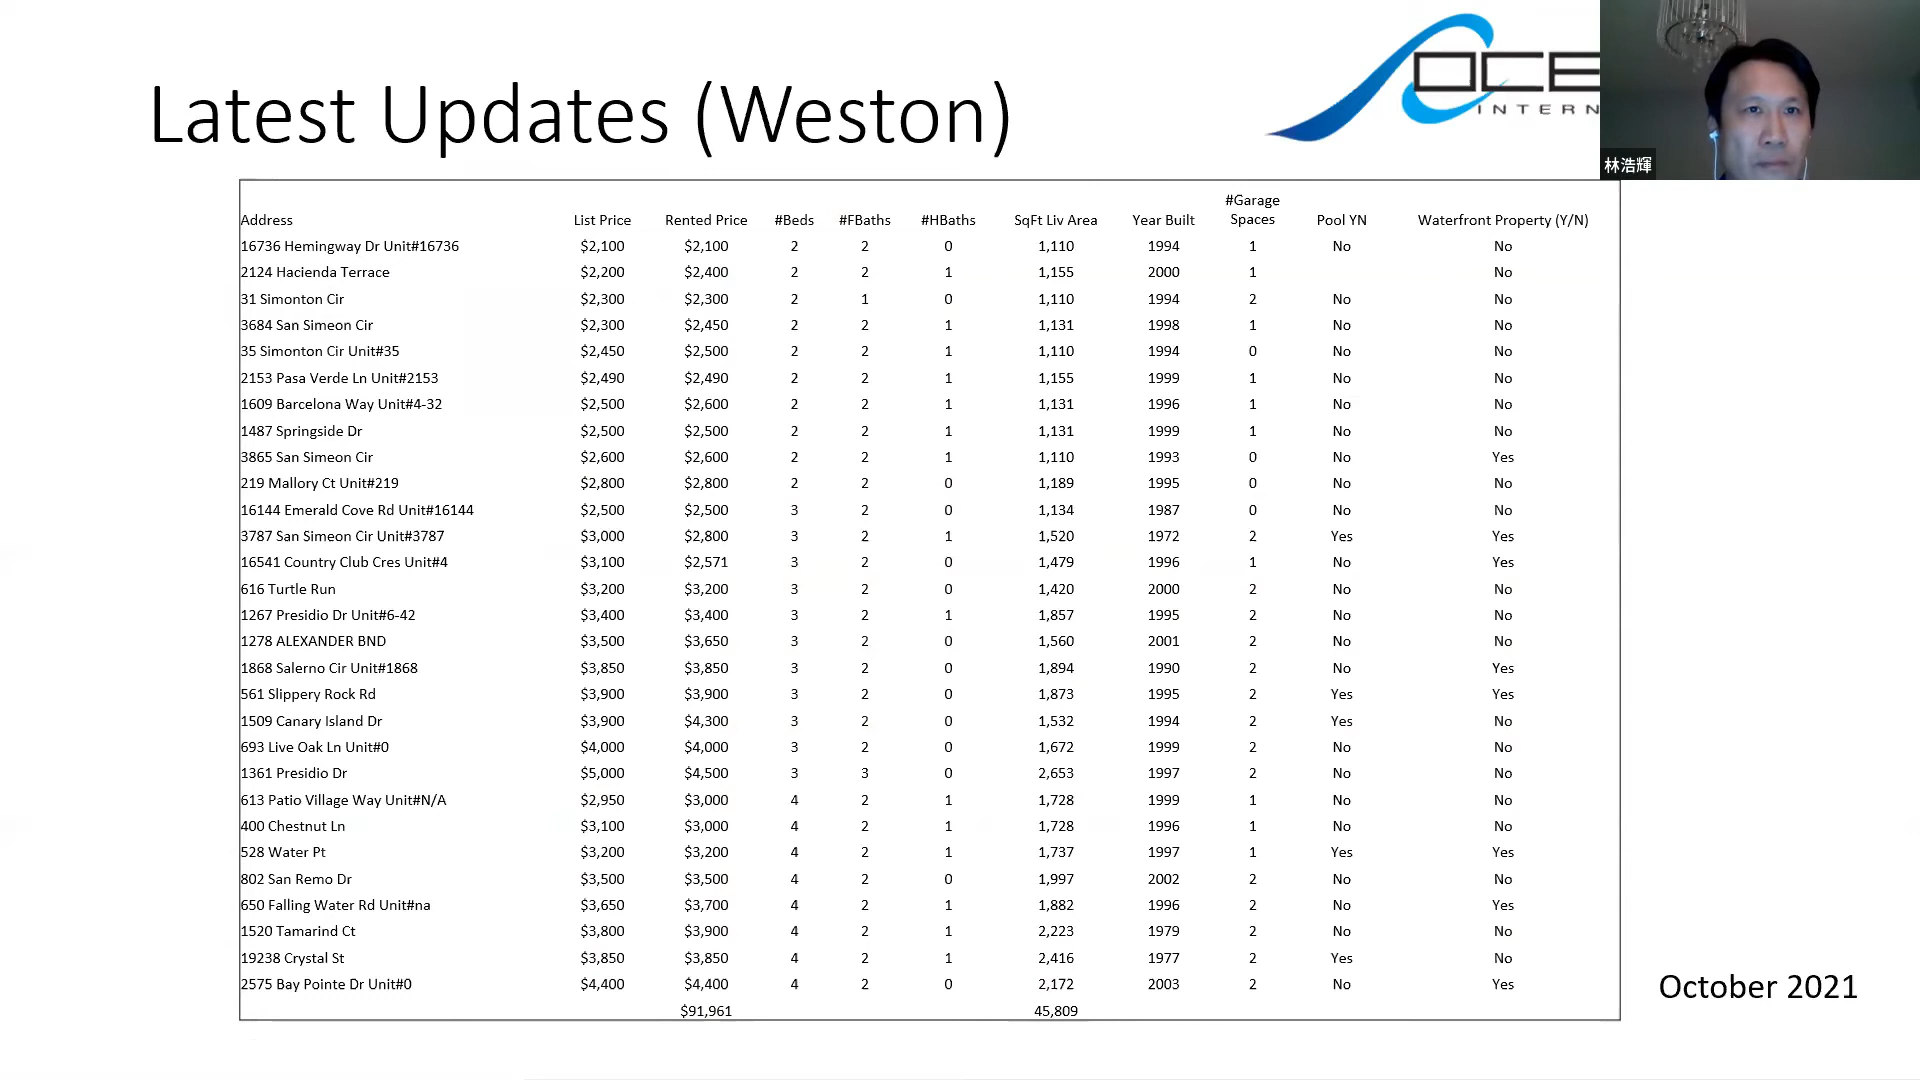 Latest Updates (Weston)
OCE
INTERN
林浩輝
Address List Price Rented Price #Beds #FBaths #HBaths SqFt Liv Area Year Built #Garage Spaces Pool YN Waterfront Property (Y/N)
16736 Hemingway Dr Unit#16736 $2,100 $2,100 2 2 0 1,110 1994 1 No No
2124 Hacienda Terrace $2,200 $2,400 2 2 1 1,155 2000 1 No
31 Simonton Cir $2,300 $2,300 2 1 0 1,110 1994 2 No No
3684 San Simeon Cir $2,300 $2,450 2 2 1 1,131 1998 1 No No
35 Simonton Cir Unit#35 $2,450 $2,500 2 2 1 1,110 1994 0 No No
2153 Pasa Verde Ln Unit#2153 $2,490 $2,490 2 2 1 1,155 1999 1 No No
1609 Barcelona Way Unit#4-32 $2,500 $2,600 2 2 1 1,131 1996 1 No No
1487 Springside Dr $2,500 $2,500 2 2 1 1,131 1999 1 No No
3865 San Simeon Cir $2,600 $2,600 2 2 1 1,110 1993 0 No Yes
219 Mallory Ct Unit#219 $2,800 $2,800 2 2 0 1,189 1995 0 No No
16144 Emerald Cove Rd Unit#16144 $2,500 $2,500 3 2 0 1,134 1987 0 No No
3787 San Simeon Cir Unit#3787 $3,000 $2,800 3 2 1 1,520 1972 2 Yes Yes
16541 Country Club Cres Unit#4 $3,100 $2,571 3 2 0 1,479 1996 1 No Yes
616 Turtle Run $3,200 $3,200 3 2 0 1,420 2000 2 No No
1267 Presidio Dr Unit#6-42 $3,400 $3,400 3 2 1 1,857 1995 2 No No
1278 ALEXANDER BND $3,500 $3,650 3 2 0 1,560 2001 2 No No
1868 Salerno Cir Unit#1868 $3,850 $3,850 3 2 0 1,894 1990 2 No Yes
561 Slippery Rock Rd $3,900 $3,900 3 2 0 1,873 1995 2 Yes Yes
1509 Canary Island Dr $3,900 $4,300 3 2 0 1,532 1994 2 Yes No
693 Live Oak Ln Unit#0 $4,000 $4,000 3 2 0 1,672 1999 2 No No
1361 Presidio Dr $5,000 $4,500 3 3 0 2,653 1997 2 No No
613 Patio Village Way Unit#N/A $2,950 $3,000 4 2 1 1,728 1999 1 No No
400 Chestnut Ln $3,100 $3,000 4 2 1 1,728 1996 1 No No
528 Water Pt $3,200 $3,200 4 2 1 1,737 1997 1 Yes Yes
802 San Remo Dr $3,500 $3,500 4 2 0 1,997 2002 2 No No
650 Falling Water Rd Unit#na $3,650 $3,700 4 2 1 1,882 1996 2 No Yes
1520 Tamarind Ct $3,800 $3,900 4 2 1 2,223 1979 2 No No
19238 Crystal St $3,850 $3,850 4 2 1 2,416 1977 2 Yes No
2575 Bay Pointe Dr Unit#0 $4,400 $4,400 4 2 0 2,172 2003 2 No Yes
$91,961 45,809
October 2021